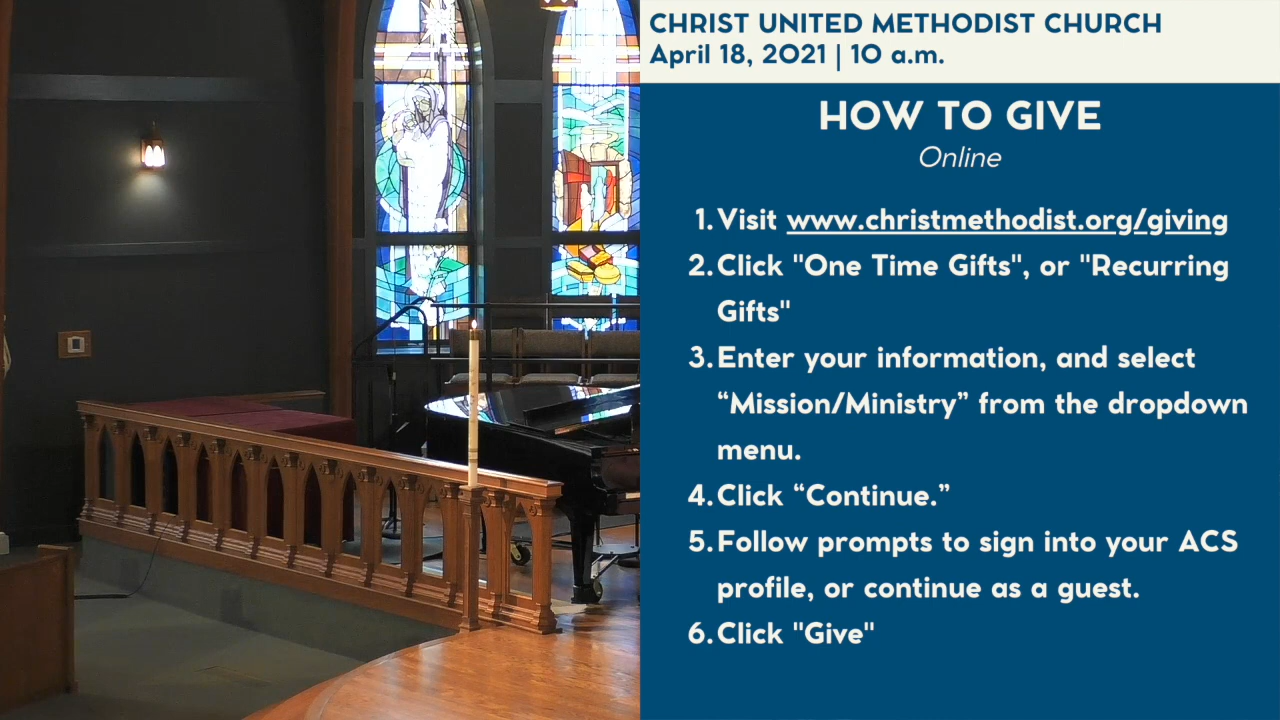 CHRIST UNITED METHODIST CHURCH
April 18, 2021 | 10 a.m.
HOW TO GIVE
Online
1. Visit www.christmethodist.org/giving
2. Click "One Time Gifts", or "Recurring
Gifts"
3. Enter your information, and select
“Mission/Ministry” from the dropdown
menu.
4. Click “Continue.”
5. Follow prompts to sign into your ACS
profile, or continue as a guest.
6. Click "Give"